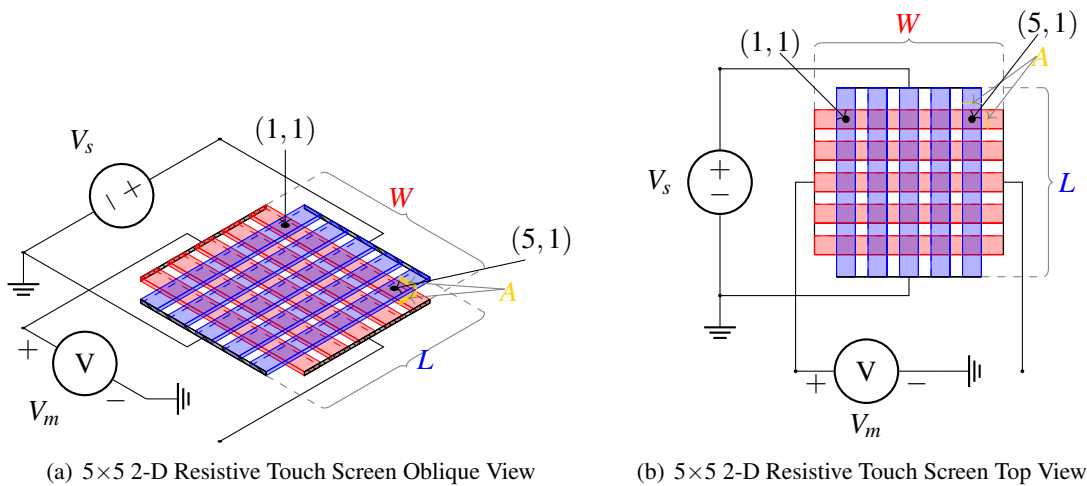 (1,1)
V_s
+
−
W
(5,1)
A
+
V
−
V_m
L
(a) 5×5 2-D Resistive Touch Screen Oblique View
W
(5,1)
(1,1)
A
V_s
+
−
L
+
V
−
V_m
(b) 5×5 2-D Resistive Touch Screen Top View